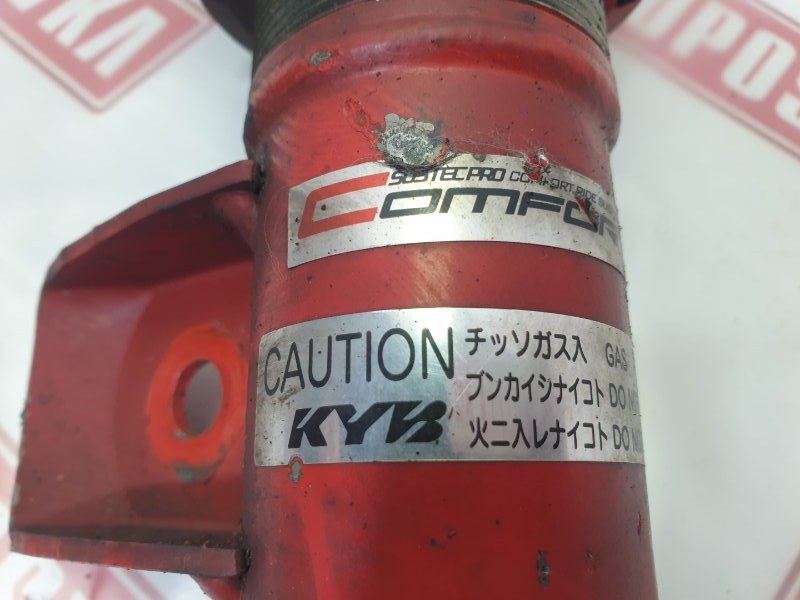 SUSTEC PRO COMFORT RIDE
COMFOR
CAUTION
KYB
チッソガス入 GAS
ブンカイシナイコト DO
火ニ入レナイコト DO